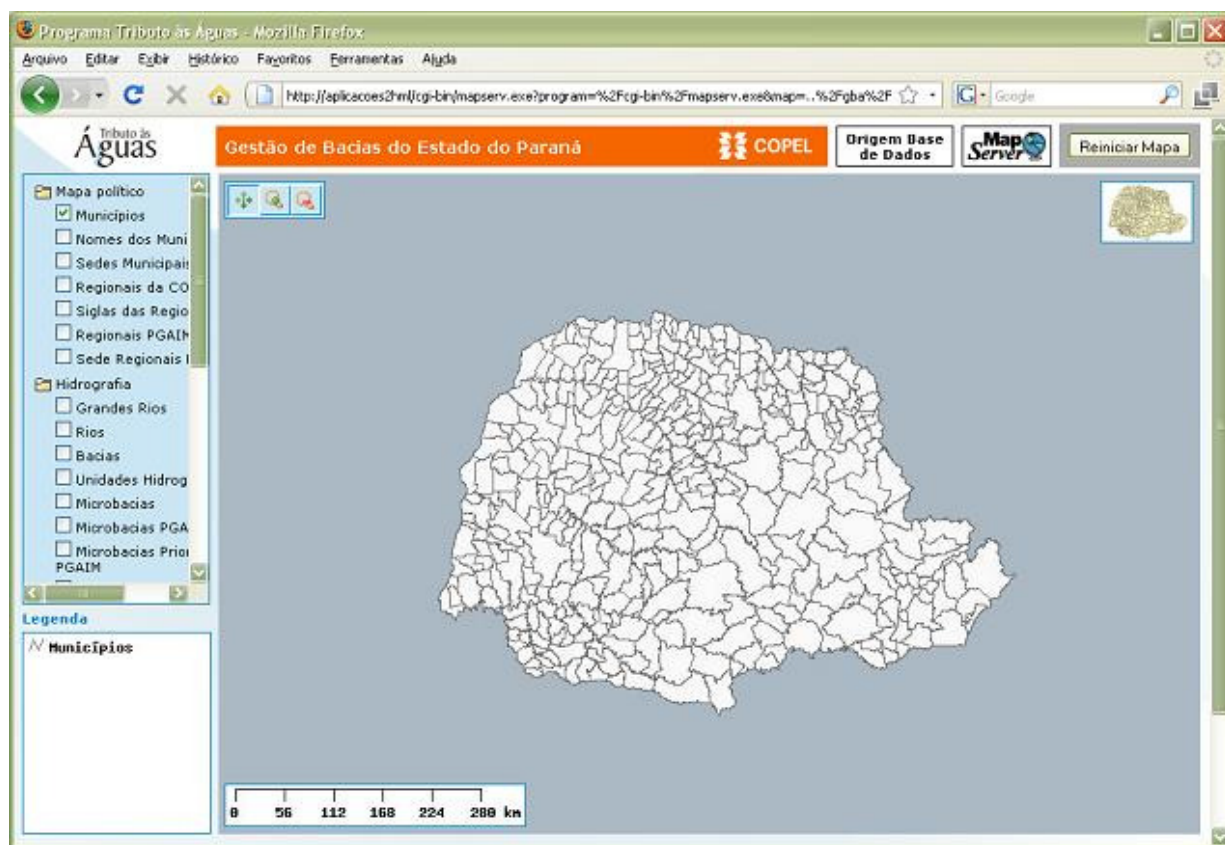 Programa Tributo às Águas - Mozilla Firefox
Arquivo Editar Exibir Histórico Favoritos Ferramentas Ajuda
http://aplicacoes2hml/cgi-bin/mapserv.exe?program=%2Fcgi-bin%2Fmapserv.exe&map=..%2Fgba%2F
Google
Tributo às
Águas
Gestão de Bacias do Estado do Paraná
COPEL
Origem Base
de Dados
Map
Server
Reiniciar Mapa
Mapa político
Municípios
Nomes dos Muni
Sedes Municipais
Regionais da CO
Siglas das Regio
Regionais PGAIM
Sede Regionais
Hidrografia
Grandes Rios
Rios
Bacias
Unidades Hidrog
Microbacias
Microbacias PGA
Microbacias Prior
PGAIM
Legenda
Municípios
0 56 112 168 224 280 km